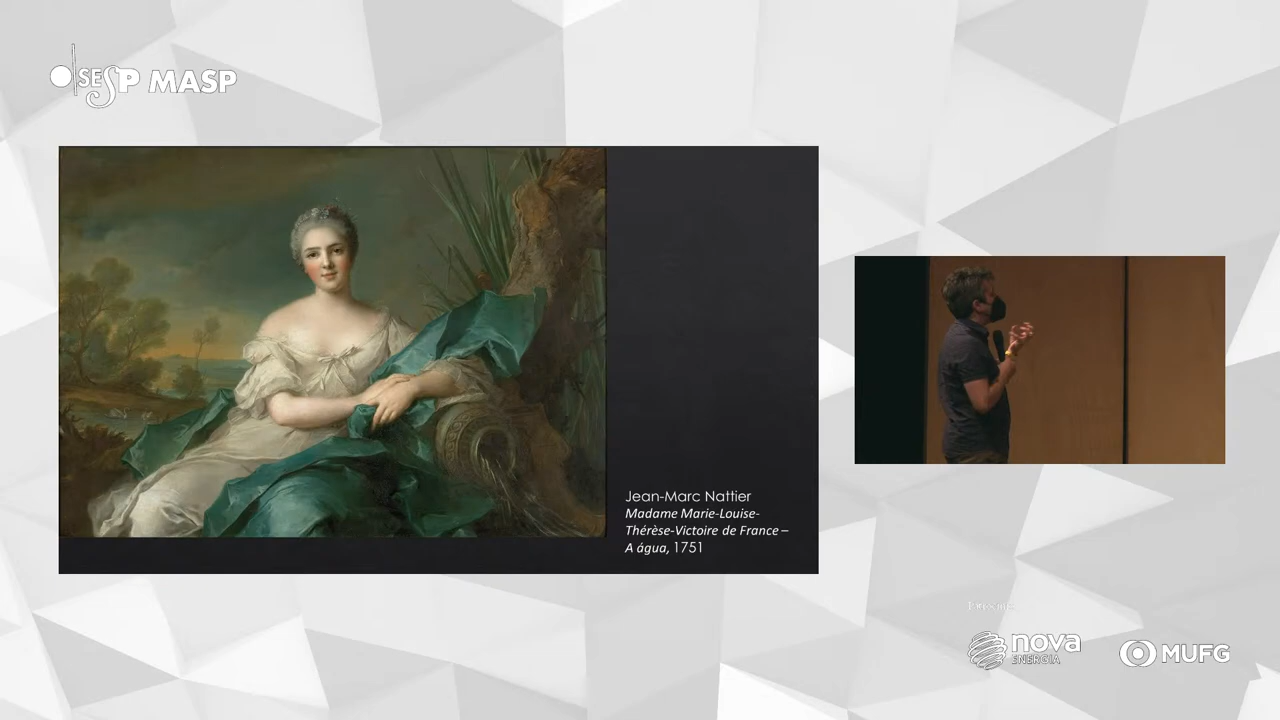 OSESP MASP
Jean-Marc Nattier
Madame Marie-Louise-
Thérèse-Victoire de France –
A água, 1751
nova
ENERGIA
MUFG